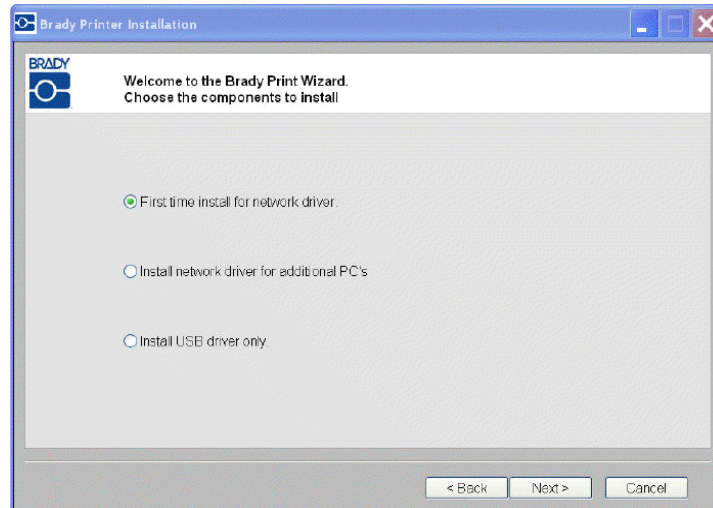 Brady Printer Installation
BRADY
Welcome to the Brady Print Wizard.
Choose the components to install
First time install for network driver.
Install network driver for additional PC's
Install USB driver only.
< Back
Next >
Cancel